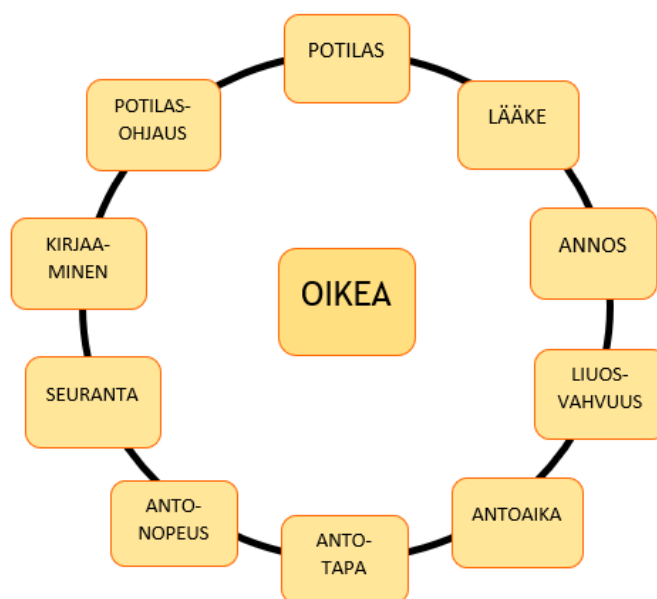 POTILAS
LÄÄKE
ANNOS
LIUOS-
VAHVUUS
ANTOAIKA
ANTO-
TAPA
ANTO-
NOPEUS
SEURANTA
KIRJAA-
MINEN
POTILAS-
OHJAUS
OIKEA